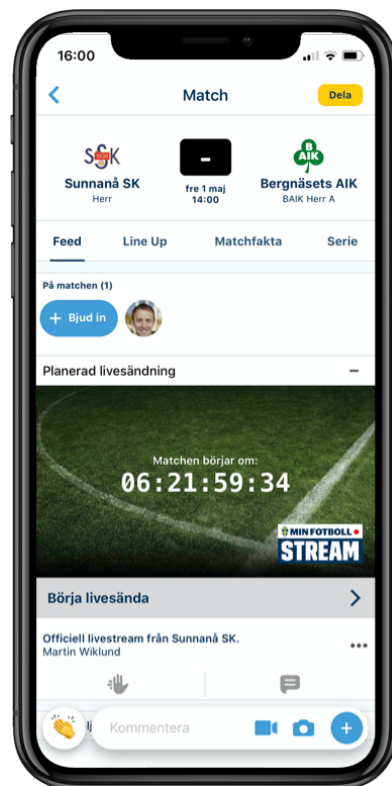 16:00
Match
Dela
SSK
-
B
AIK
Sunnanå SK
Herr
fre 1 maj
14:00
Bergnäsets AIK
BAIK Herr A
Feed
Line Up
Matchfakta
Serie
På matchen (1)
+ Bjud in
Planerad livesändning
Matchen börjar om:
06:21:59:34
MIN FOTBOLL
STREAM
Börja livesända
Officiell livestream från Sunnanå SK.
Martin Wiklund
Kommentera